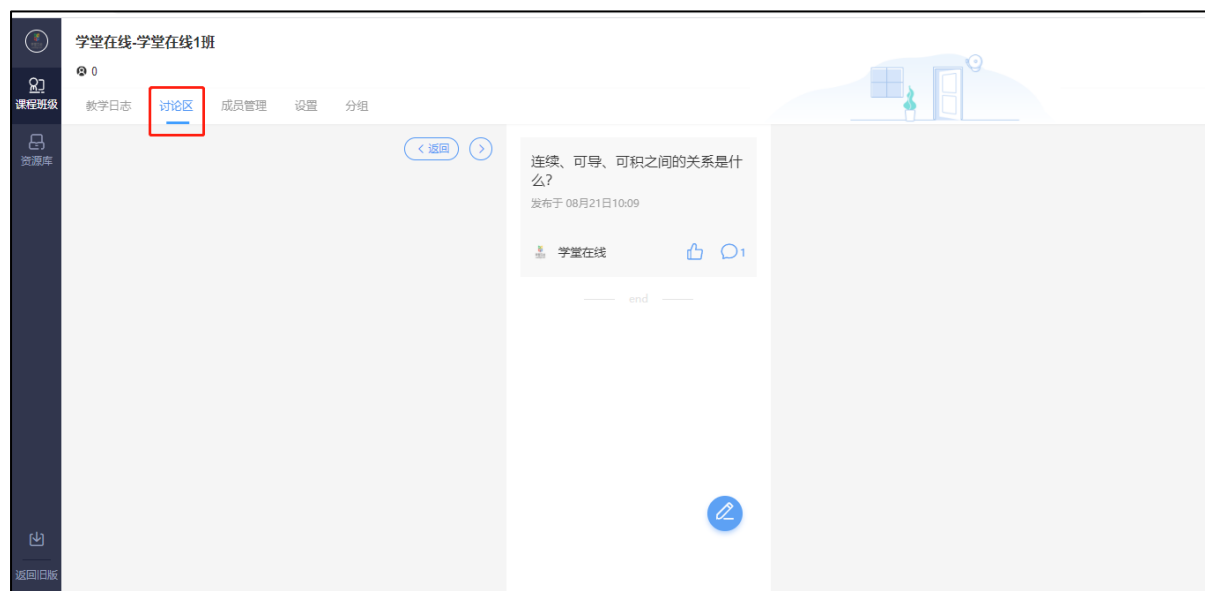 学堂在线-学堂在线1班
0
课程班级
教学日志 讨论区 成员管理 设置 分组
资源库
返回
连续、可导、可积之间的关系是什
么?
发布于 08月21日10:09
学堂在线 1
end
返回旧版